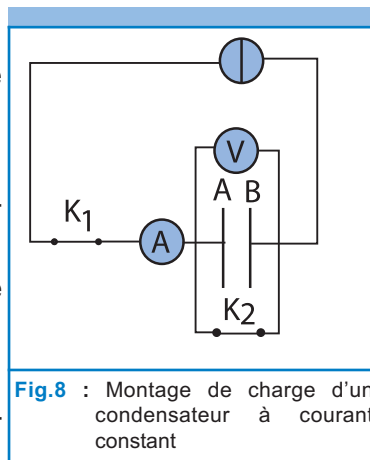 V
A B
K1
A
K2
Fig.8 : Montage de charge d'un
condensateur à courant
constant